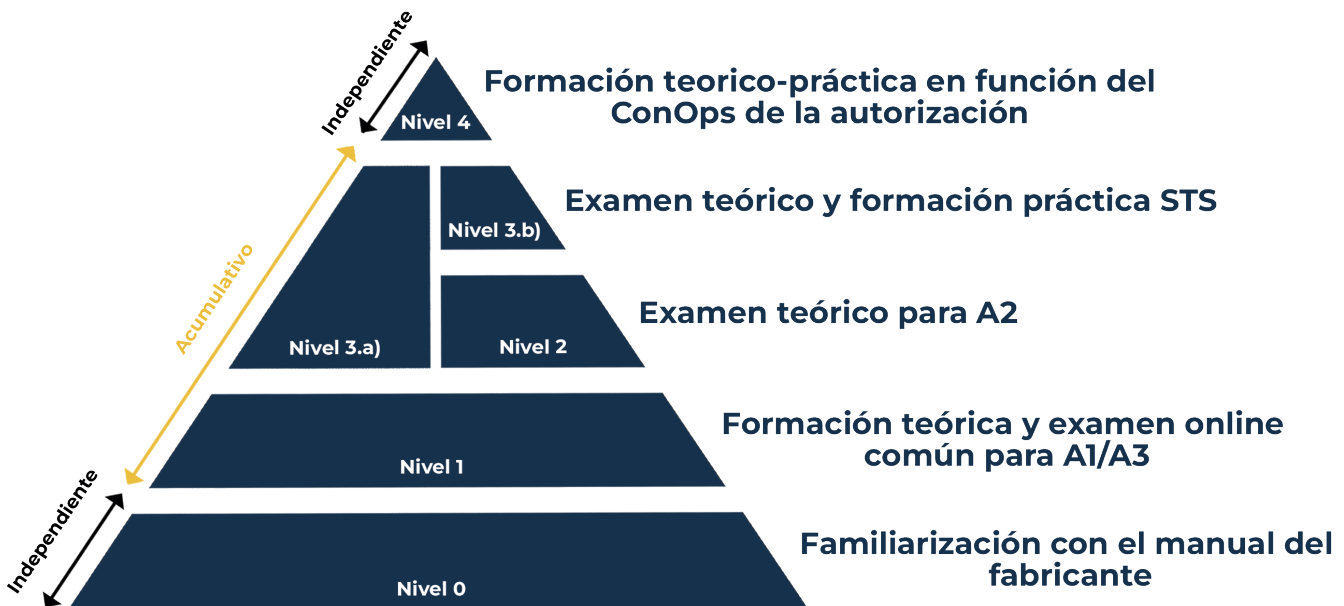 Independiente
Formación teorico-práctica en función del
ConOps de la autorización
Nivel 4
Examen teórico y formación práctica STS
Nivel 3.b)
Acumulativo
Examen teórico para A2
Nivel 3.a)
Nivel 2
Formación teórica y examen online
común para A1/A3
Nivel 1
Independiente
Familiarización con el manual del
fabricante
Nivel 0